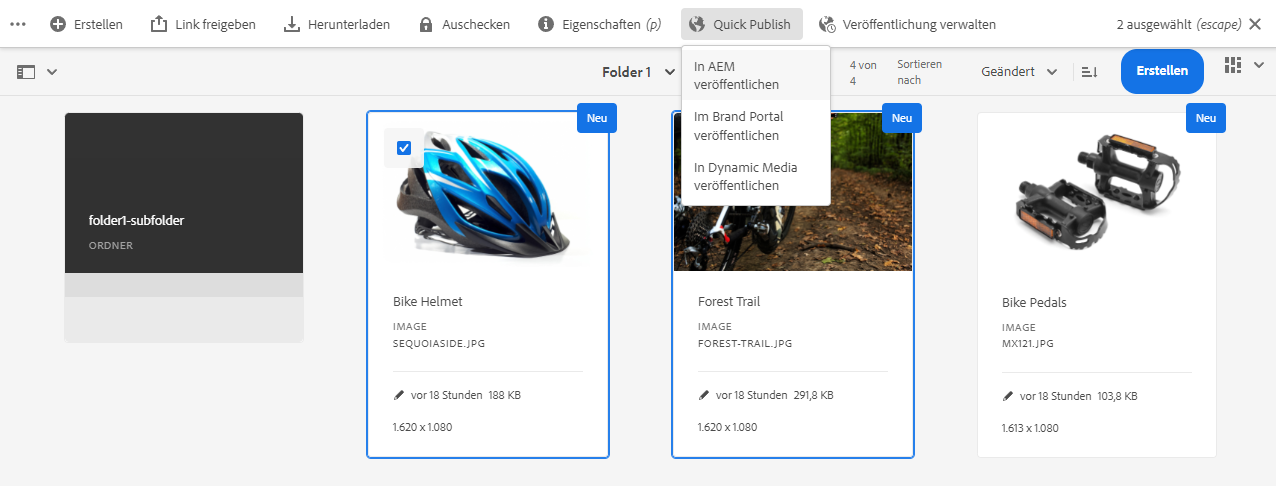 Erstellen
Link freigeben
Herunterladen
Auschecken
Eigenschaften (p)
Quick Publish
Veröffentlichung verwalten
2 ausgewählt (escape)
In AEM
veröffentlichen
Im Brand Portal
veröffentlichen
In Dynamic Media
veröffentlichen
Folder 1
4 von
4
Sortieren
nach
Geändert
Erstellen
folder1-subfolder
ORDNER
Neu
Bike Helmet
IMAGE
SEQUOIASIDE.JPG
vor 18 Stunden 188 KB
1.620 x 1.080
Neu
Forest Trail
IMAGE
FOREST-TRAIL.JPG
vor 18 Stunden 291,8 KB
1.620 x 1.080
Neu
Bike Pedals
IMAGE
MX121.JPG
vor 18 Stunden 103,8 KB
1.613 x 1.080